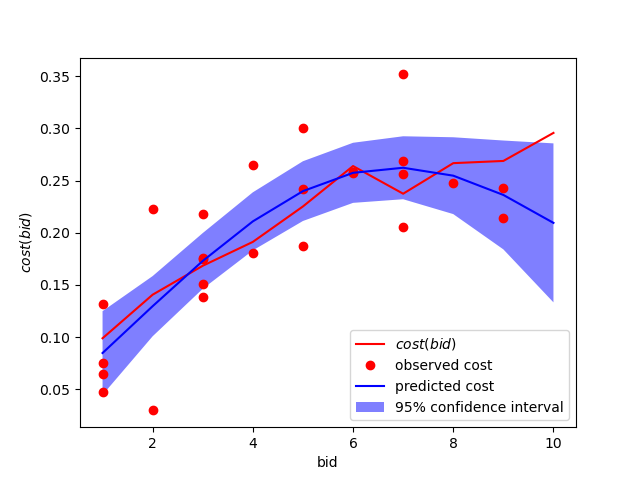 0.35
0.30
0.25
0.20
0.15
0.10
0.05
cost(bid)
cost(bid)
observed cost
predicted cost
95% confidence interval
2 4 6 8 10
bid